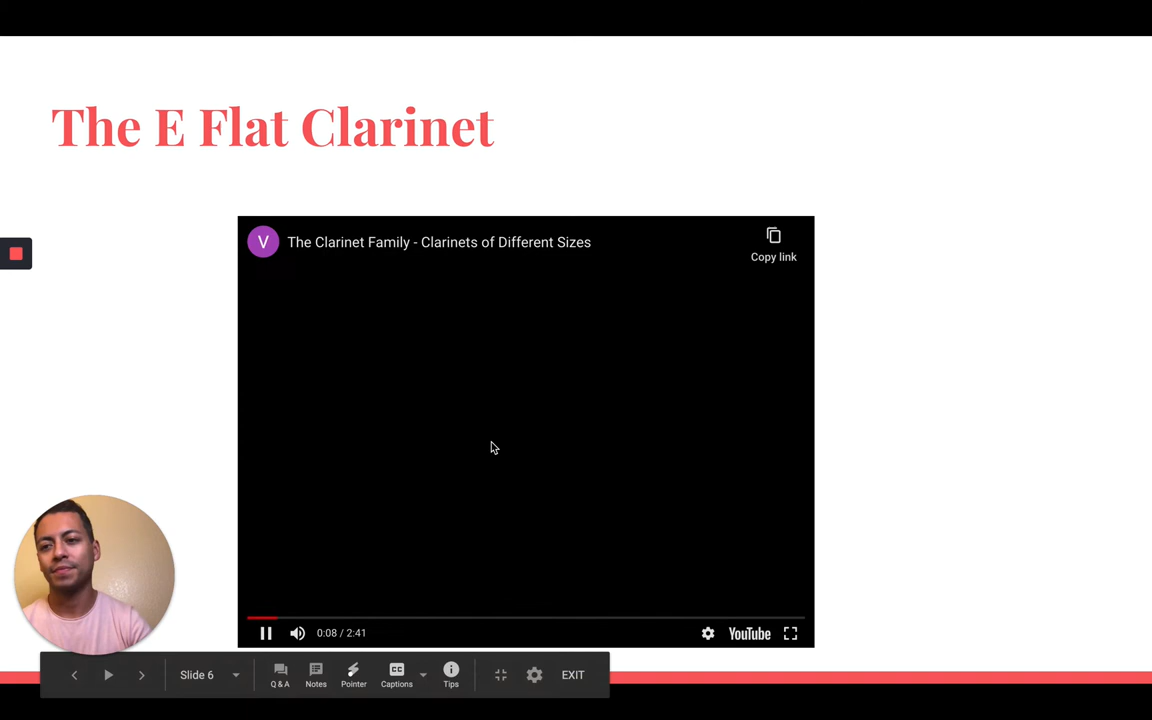 The E Flat Clarinet
V
The Clarinet Family - Clarinets of Different Sizes
Copy link
0:08 / 2:41
YouTube
Slide 6
Q & A
Notes
Pointer
CC
Captions
Tips
EXIT